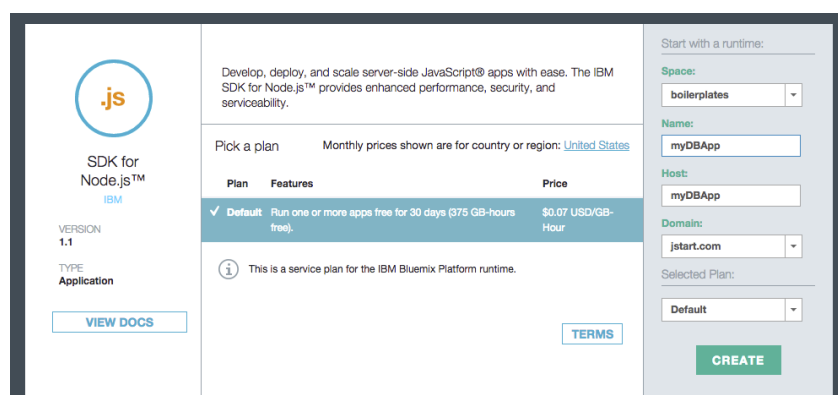 .js
SDK for
Node.js™
IBM
VERSION
1.1
TYPE
Application
VIEW DOCS
Develop, deploy, and scale server-side JavaScript® apps with ease. The IBM
SDK for Node.js™ provides enhanced performance, security, and
serviceability.
Pick a plan Monthly prices shown are for country or region: United States
Plan Features Price
✓ Default Run one or more apps free for 30 days (375 GB-hours $0.07 USD/GB-
free). Hour
i This is a service plan for the IBM Bluemix Platform runtime.
TERMS
Start with a runtime:
Space:
boilerplates
Name:
myDBApp
Host:
myDBApp
Domain:
jstart.com
Selected Plan:
Default
CREATE